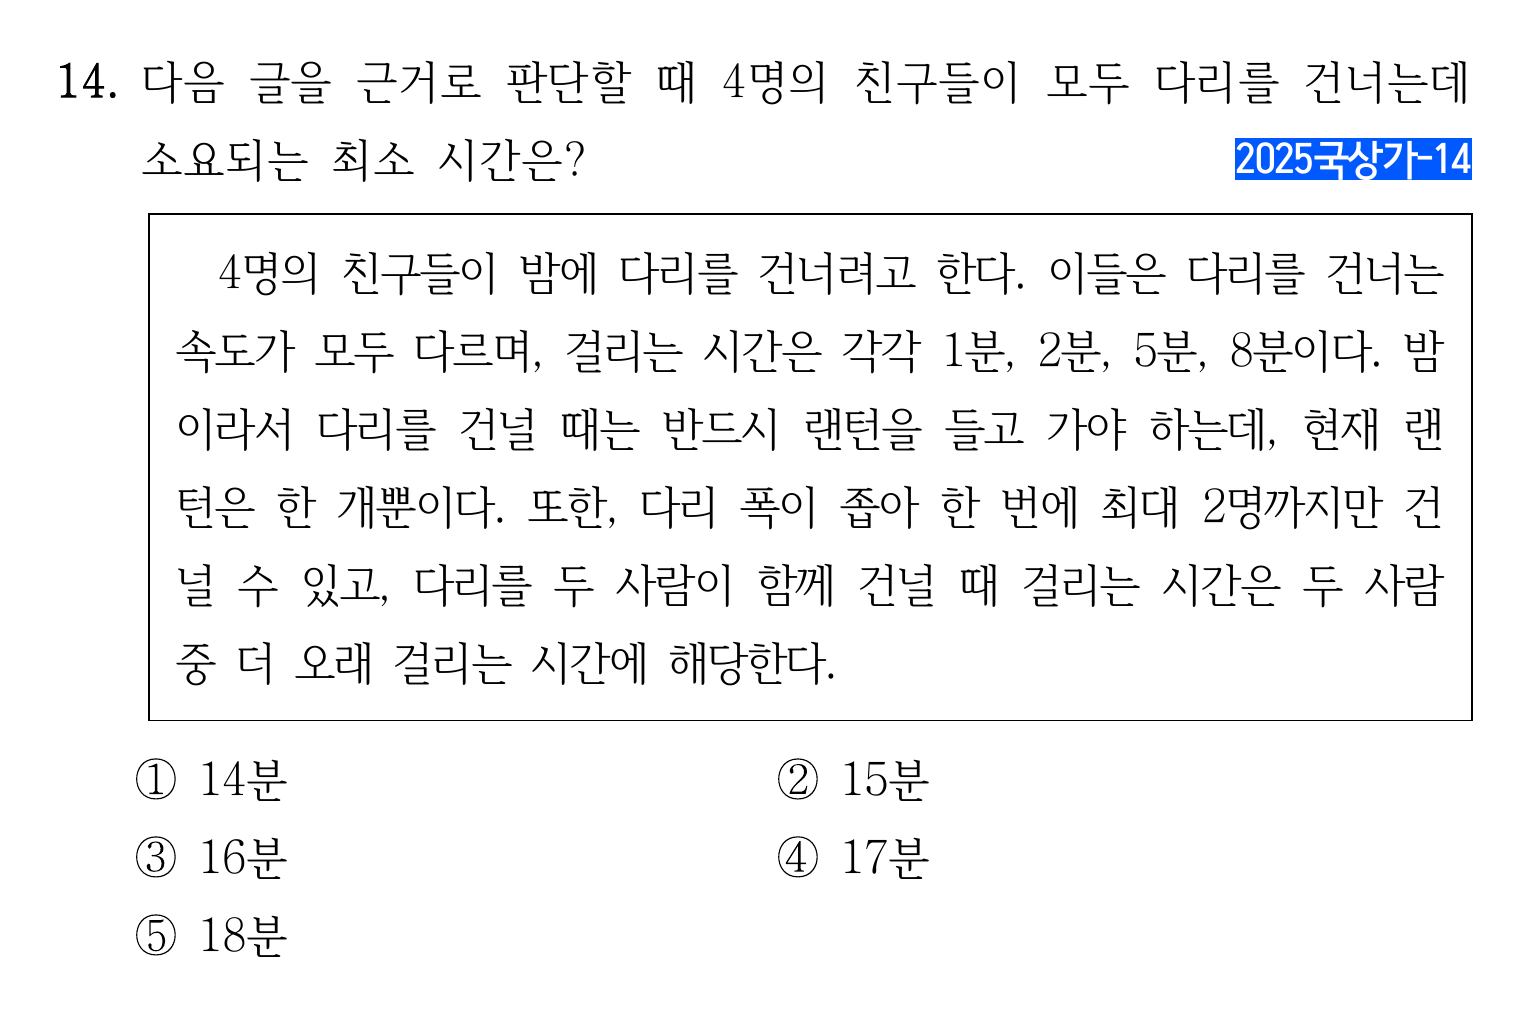 14. 다음 글을 근거로 판단할 때 4명의 친구들이 모두 다리를 건너는데
소요되는 최소 시간은?
2025국상가-14
4명의 친구들이 밤에 다리를 건너려고 한다. 이들은 다리를 건너는
속도가 모두 다르며, 걸리는 시간은 각각 1분, 2분, 5분, 8분이다. 밤
이라서 다리를 건널 때는 반드시 랜턴을 들고 가야 하는데, 현재 랜
턴은 한 개뿐이다. 또한, 다리 폭이 좁아 한 번에 최대 2명까지만 건
널 수 있고, 다리를 두 사람이 함께 건널 때 걸리는 시간은 두 사람
중 더 오래 걸리는 시간에 해당한다.
① 14분
② 15분
③ 16분
④ 17분
⑤ 18분